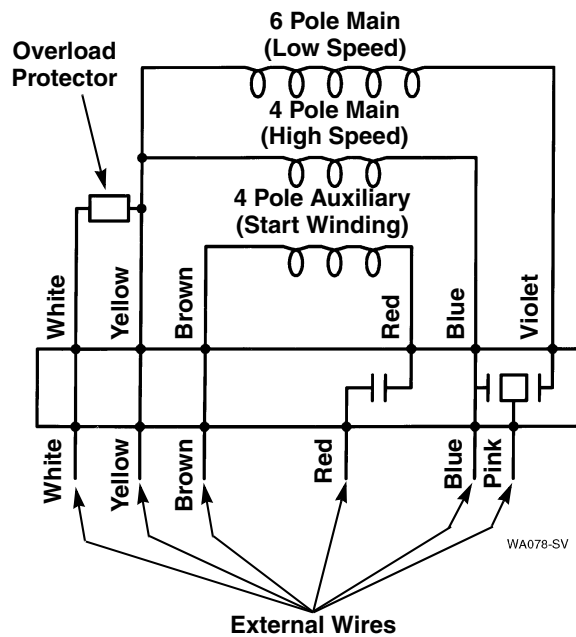 6 Pole Main
(Low Speed)
Overload
Protector
4 Pole Main
(High Speed)
4 Pole Auxiliary
(Start Winding)
White
Yellow
Brown
Red
Blue
Violet
White
Yellow
Brown
Red
Blue
Pink
WA078-SV
External Wires